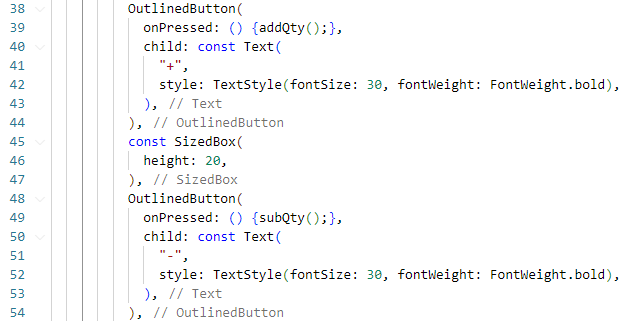 38 OutlinedButton(
39 onPressed: () {addQty();},
40 child: const Text(
41 "+",
42 style: TextStyle(fontSize: 30, fontWeight: FontWeight.bold),
43 ), // Text
44 ), // OutlinedButton
45 const SizedBox(
46 height: 20,
47 ), // SizedBox
48 OutlinedButton(
49 onPressed: () {subQty();},
50 child: const Text(
51 "-",
52 style: TextStyle(fontSize: 30, fontWeight: FontWeight.bold),
53 ), // Text
54 ), // OutlinedButton